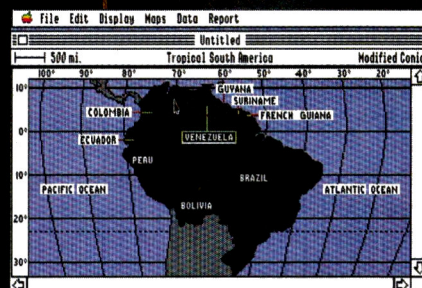 File Edit Display Maps Data Report
Untitled
500 mi. Tropical South America Modified Conic
100° 90° 80° 70° 60° 50° 40° 30° 20°
10° GUYANA
SURINAME
COLOMBIA FRENCH GUIANA
0° ECUADOR VENEZUELA
PERU
10° BRAZIL
PACIFIC OCEAN ATLANTIC OCEAN
BOLIVIA
20°
30°